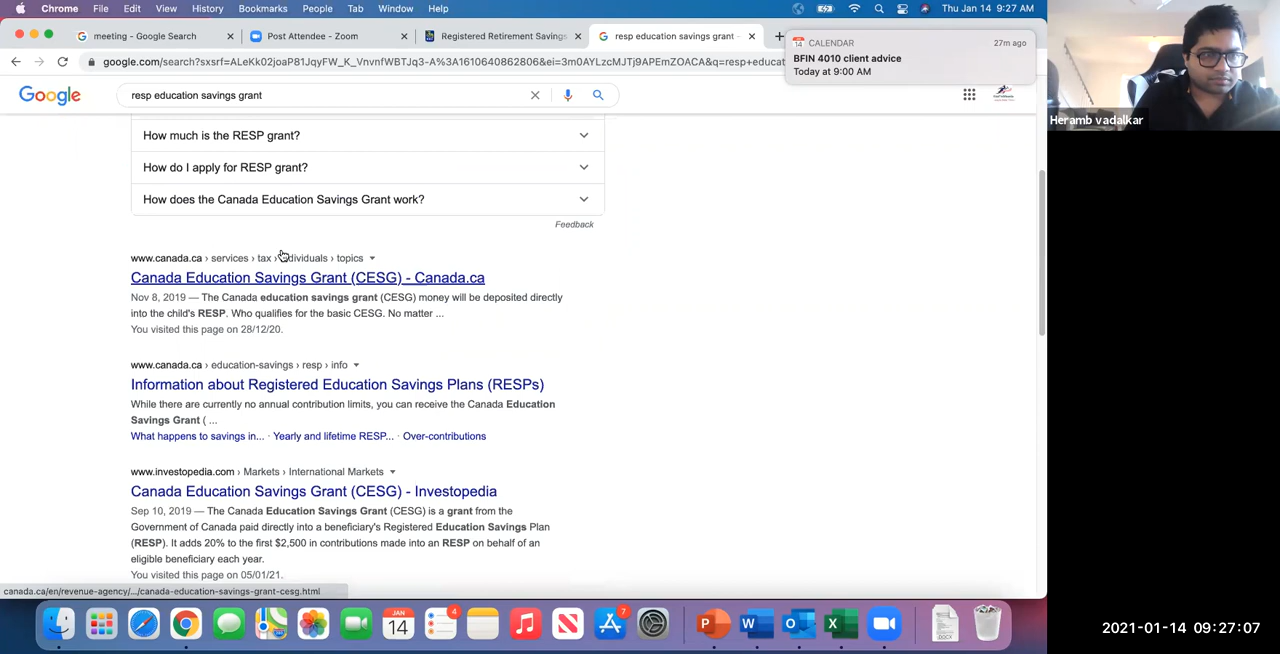 Chrome File Edit View History Bookmarks People Tab Window Help Thu Jan 14 9:27 AM
meeting - Google Search
Post Attendee - Zoom
Registered Retirement Savings
resp education savings grant -
google.com/search?sxsrf=ALeKk02joaP81JqyFW_K_VnvnfWBTJq3-A%3A1610640862806&ei=3m0AYLzcMJTj9APEmZOACA&q=resp+educat
CALENDAR 27m ago
BFIN 4010 client advice
Today at 9:00 AM
Google
resp education savings grant
Heramb vadalkar
How much is the RESP grant?
How do I apply for RESP grant?
How does the Canada Education Savings Grant work?
Feedback
www.canada.ca › services › tax › individuals › topics
Canada Education Savings Grant (CESG) - Canada.ca
Nov 8, 2019 — The Canada education savings grant (CESG) money will be deposited directly
into the child's RESP. Who qualifies for the basic CESG. No matter ...
You visited this page on 28/12/20.
www.canada.ca › education-savings › resp › info
Information about Registered Education Savings Plans (RESPs)
While there are currently no annual contribution limits, you can receive the Canada Education
Savings Grant ( ...
What happens to savings in... · Yearly and lifetime RESP... · Over-contributions
www.investopedia.com › Markets › International Markets
Canada Education Savings Grant (CESG) - Investopedia
Sep 10, 2019 — The Canada Education Savings Grant (CESG) is a grant from the
Government of Canada paid directly into a beneficiary's Registered Education Savings Plan
(RESP). It adds 20% to the first $2,500 in contributions made into an RESP on behalf of an
eligible beneficiary each year.
You visited this page on 05/01/21.
canada.ca/en/revenue-agency/.../canada-education-savings-grant-cesg.html
JAN
14
4
7
P
W
O
X
DOCX
2021-01-14 09:27:07